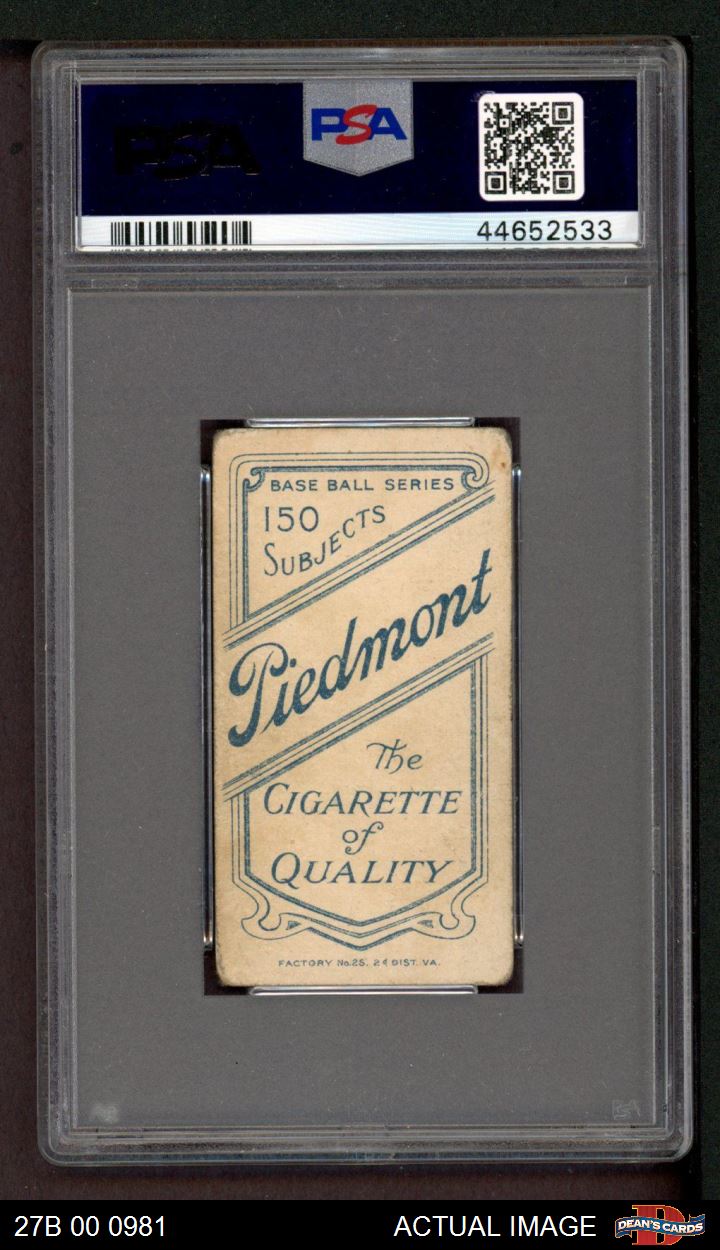 PSA
PSA
44652533
BASE BALL SERIES
150
SUBJECTS
Piedmont
The
CIGARETTE
of
QUALITY
FACTORY No. 25. 2d DIST. VA.
27B 00 0981
ACTUAL IMAGE
D
DEAN'S CARDS